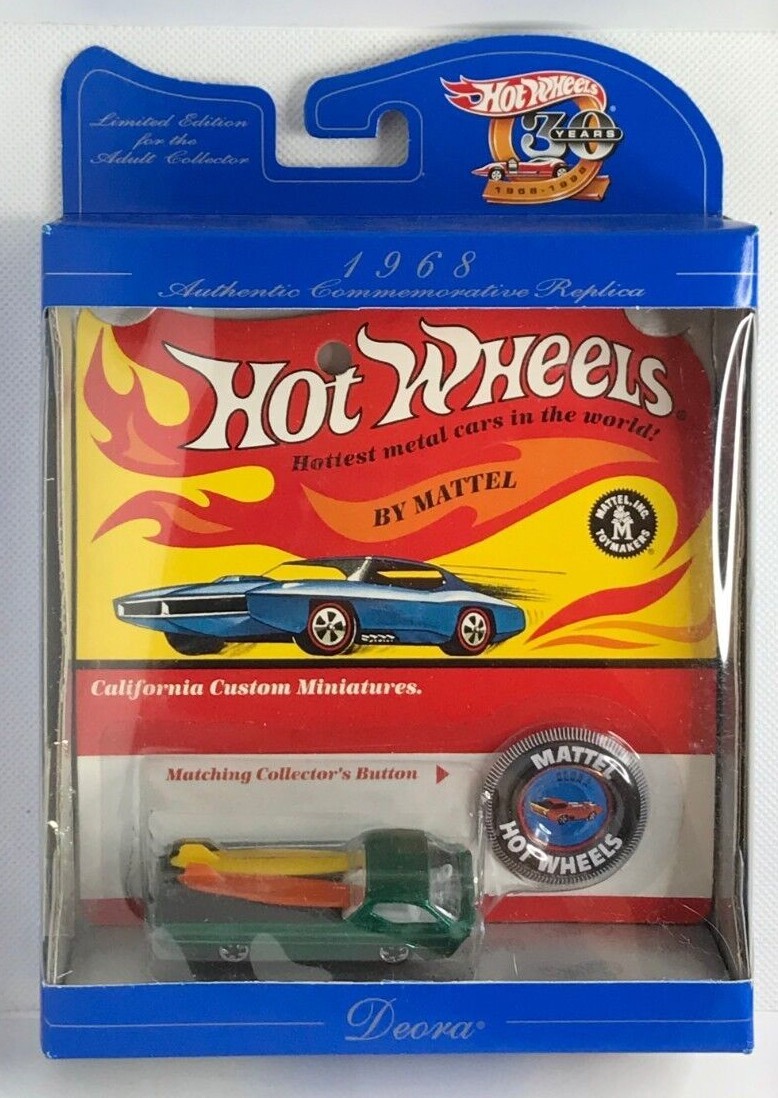 Limited Edition
for the
Adult Collector
Hot Wheels®
30 YEARS
1968-1998
1968
Authentic Commemorative Replica
Hot Wheels®
Hottest metal cars in the world!
BY MATTEL
MATTEL, INC.
M
TOYMAKERS®
California Custom Miniatures.
Matching Collector's Button
MATTEL
DEORA
HOT WHEELS
Deora®